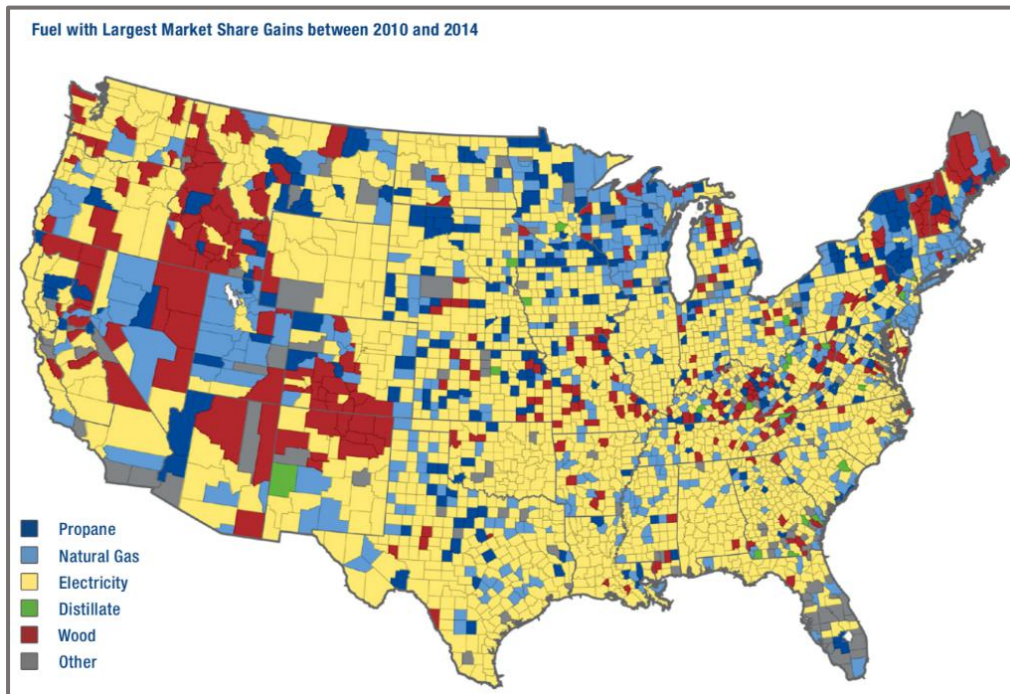 Fuel with Largest Market Share Gains between 2010 and 2014
Propane
Natural Gas
Electricity
Distillate
Wood
Other